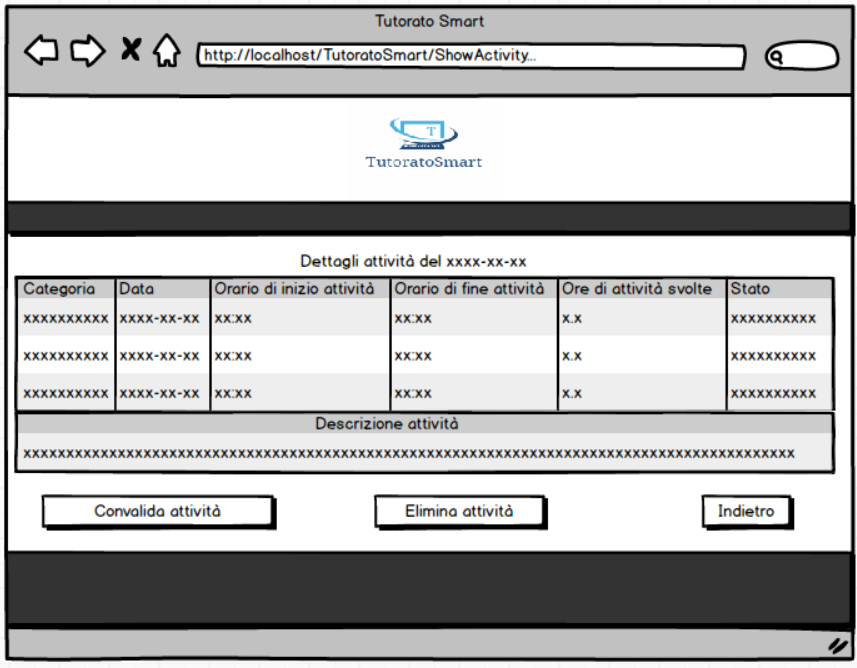 Tutorato Smart
http://localhost/TutoratoSmart/ShowActivity...
T
TutoratoSmart
Dettagli attività del xxxx-xx-xx
Categoria Data Orario di inizio attività Orario di fine attività Ore di attività svolte Stato
xxxxxxxxxx xxxx-xx-xx xx:xx xx:xx x.x xxxxxxxxxx
xxxxxxxxxx xxxx-xx-xx xx:xx xx:xx x.x xxxxxxxxxx
xxxxxxxxxx xxxx-xx-xx xx:xx xx:xx x.x xxxxxxxxxx
Descrizione attività
xxxxxxxxxxxxxxxxxxxxxxxxxxxxxxxxxxxxxxxxxxxxxxxxxxxxxxxxxxxxxxxxxxxxxxxxxxxxxxxxxxxxxxxxxx
Convalida attività Elimina attività Indietro